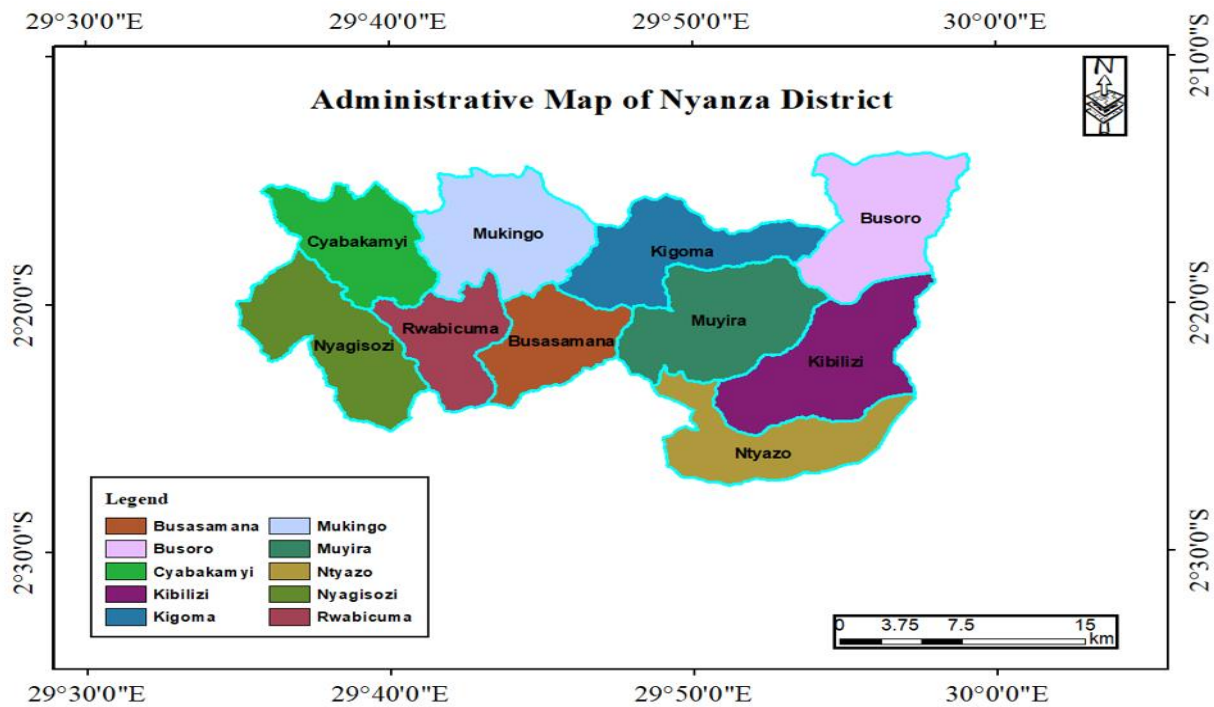 29°30'0"E 29°40'0"E 29°50'0"E 30°0'0"E
2°10'0"S
Administrative Map of Nyanza District
N
Busoro
Mukingo
Cyabakamyi
Kigoma
2°20'0"S 2°20'0"S
Muyira
Rwabicuma
Busasamana
Nyagisozi
Kibilizi
Ntyazo
Legend
Busasamana Mukingo
Busoro Muyira
Cyabakamyi Ntyazo
Kibilizi Nyagisozi
Kigoma Rwabicuma
2°30'0"S 2°30'0"S
0 3.75 7.5 15
km
29°30'0"E 29°40'0"E 29°50'0"E 30°0'0"E